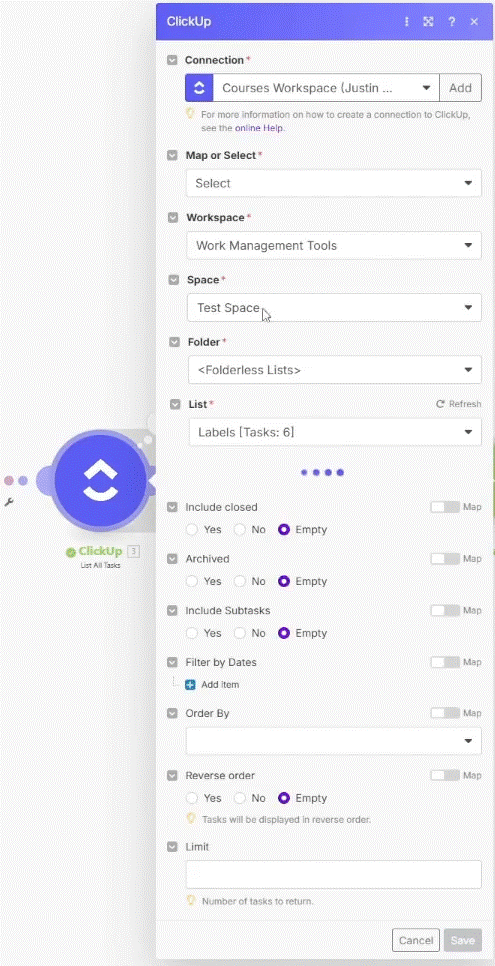 ClickUp
Connection *
Courses Workspace (Justin ...
Add
For more information on how to create a connection to ClickUp,
see the online Help.
Map or Select *
Select
Workspace *
Work Management Tools
Space *
Test Space
Folder *
<Folderless Lists>
List *
Refresh
Labels [Tasks: 6]
Include closed
Map
Yes No Empty
Archived
Map
Yes No Empty
Include Subtasks
Map
Yes No Empty
Filter by Dates
Map
Add item
Order By
Map
Reverse order
Map
Yes No Empty
Tasks will be displayed in reverse order.
Limit
Number of tasks to return.
Cancel
Save
ClickUp 3
List All Tasks